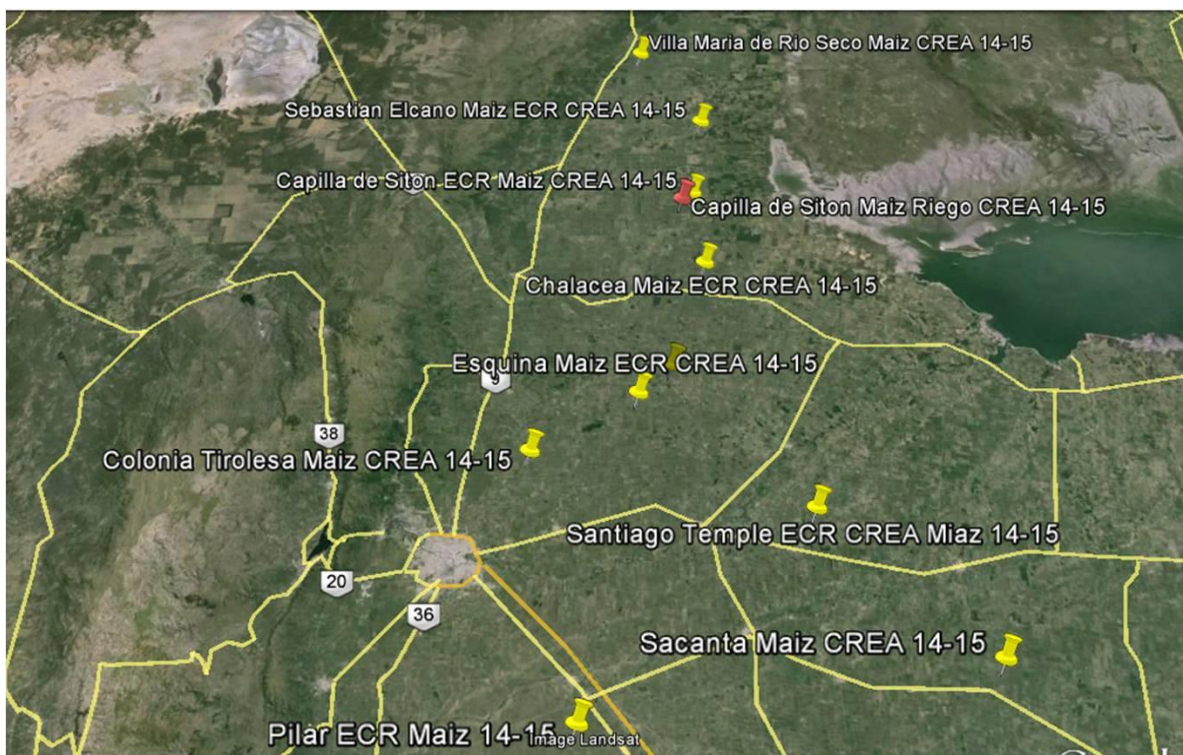 Villa Maria de Rio Seco Maiz CREA 14-15
Sebastian Elcano Maiz ECR CREA 14-15
Capilla de Siton ECR Maiz CREA 14-15
Capilla de Siton Maiz Riego CREA 14-15
Chalacea Maiz ECR CREA 14-15
Esquina Maiz ECR CREA 14-15
9
38
Colonia Tirolesa Maiz CREA 14-15
Santiago Temple ECR CREA Miaz 14-15
20
36
Sacanta Maiz CREA 14-15
Pilar ECR Maiz 14-15
Image Landsat